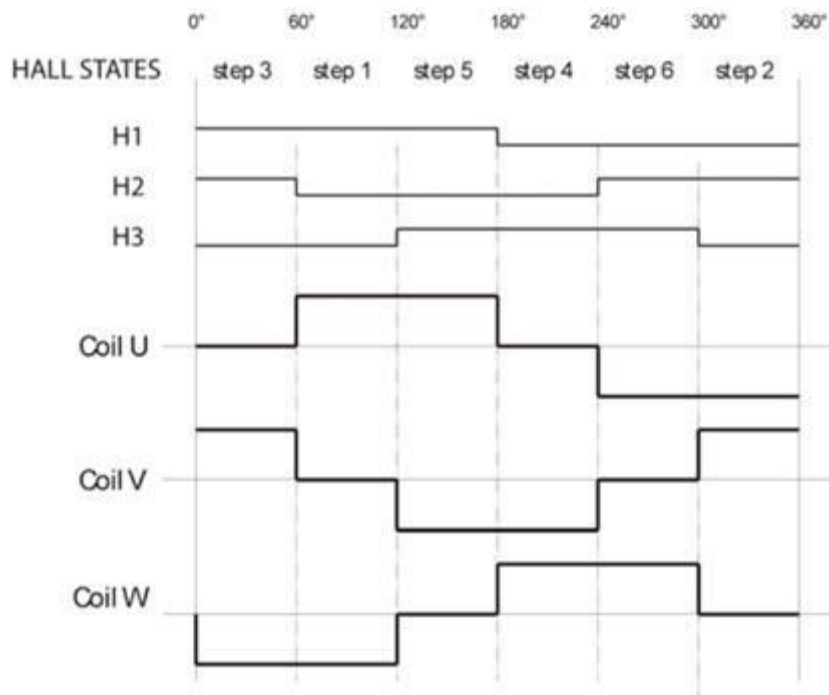 0° 60° 120° 180° 240° 300° 360°
HALL STATES step 3 step 1 step 5 step 4 step 6 step 2
H1
H2
H3
Coil U
Coil V
Coil W